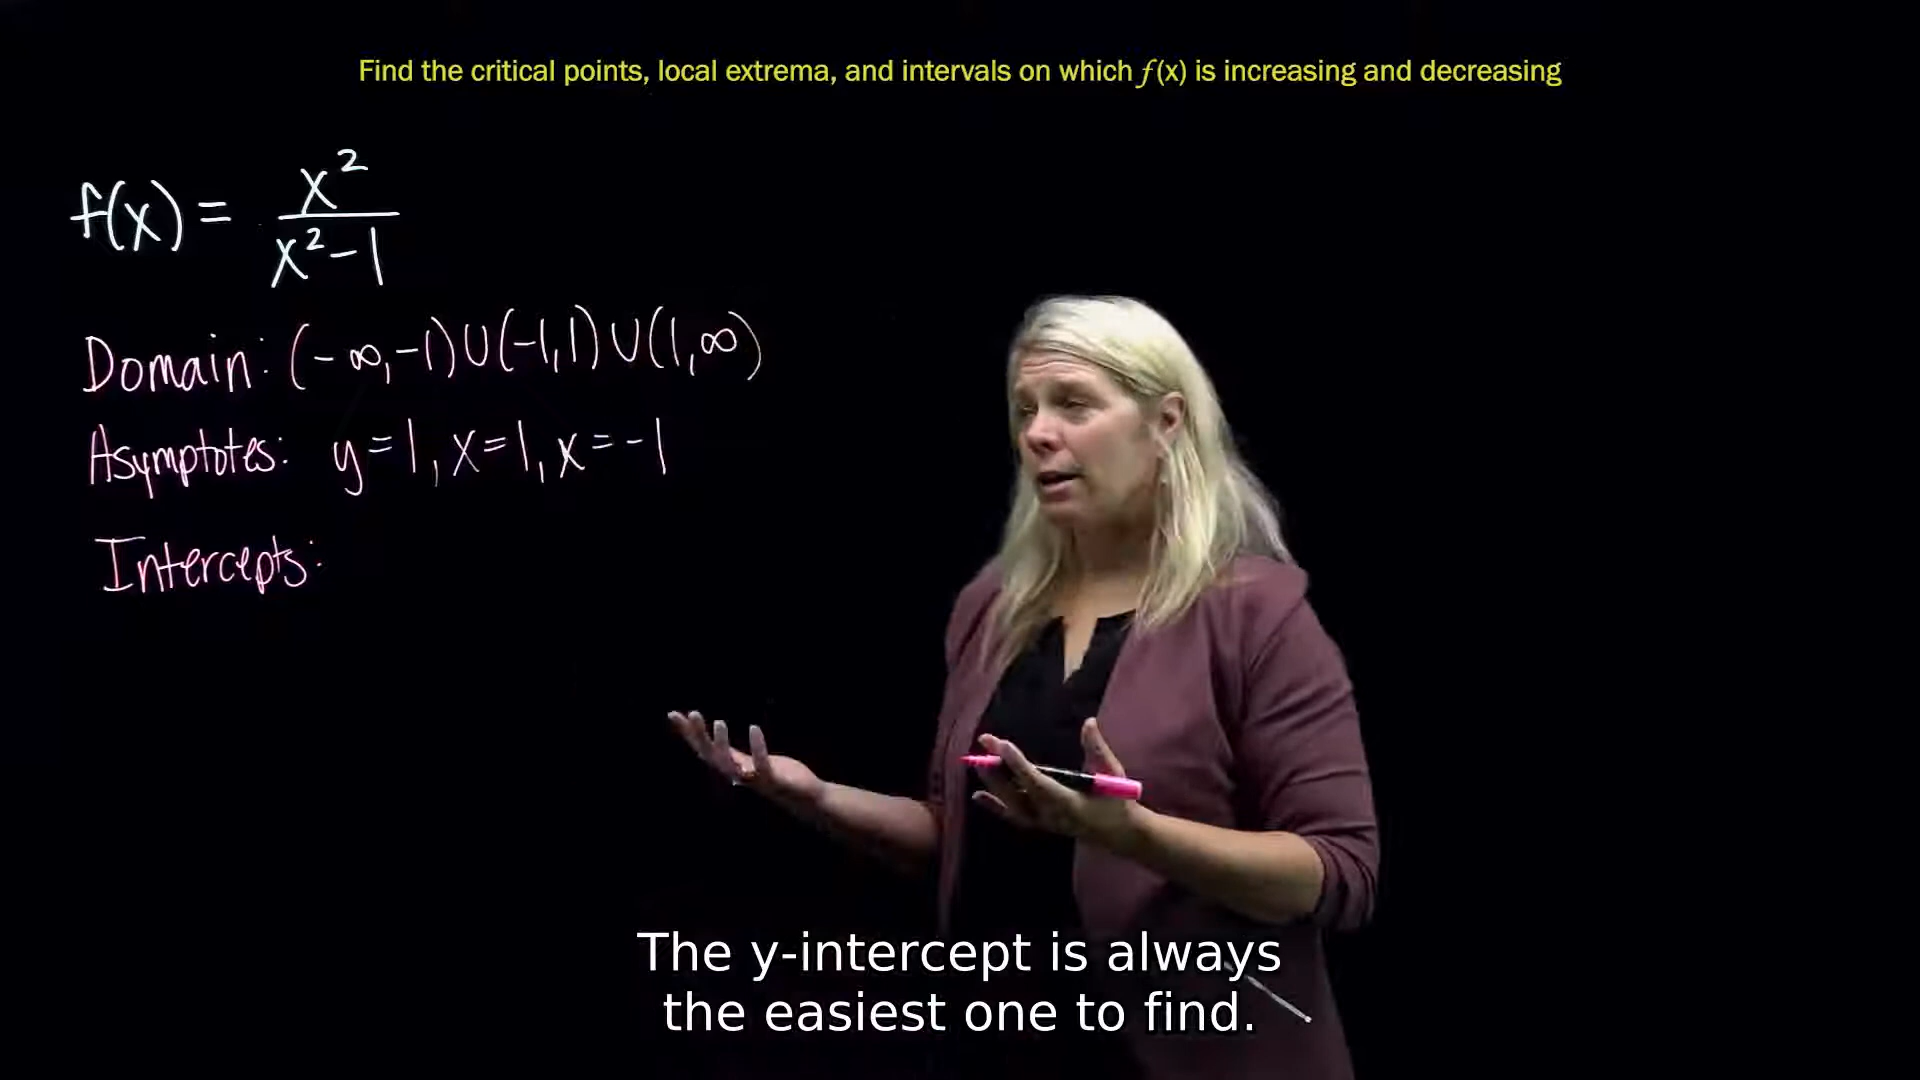 Find the critical points, local extrema, and intervals on which f(x) is increasing and decreasing
f(x) = x²/(x²-1)
Domain: (-∞,-1)∪(-1,1)∪(1,∞)
Asymptotes: y=1, x=1, x=-1
Intercepts:
The y-intercept is always
the easiest one to find.